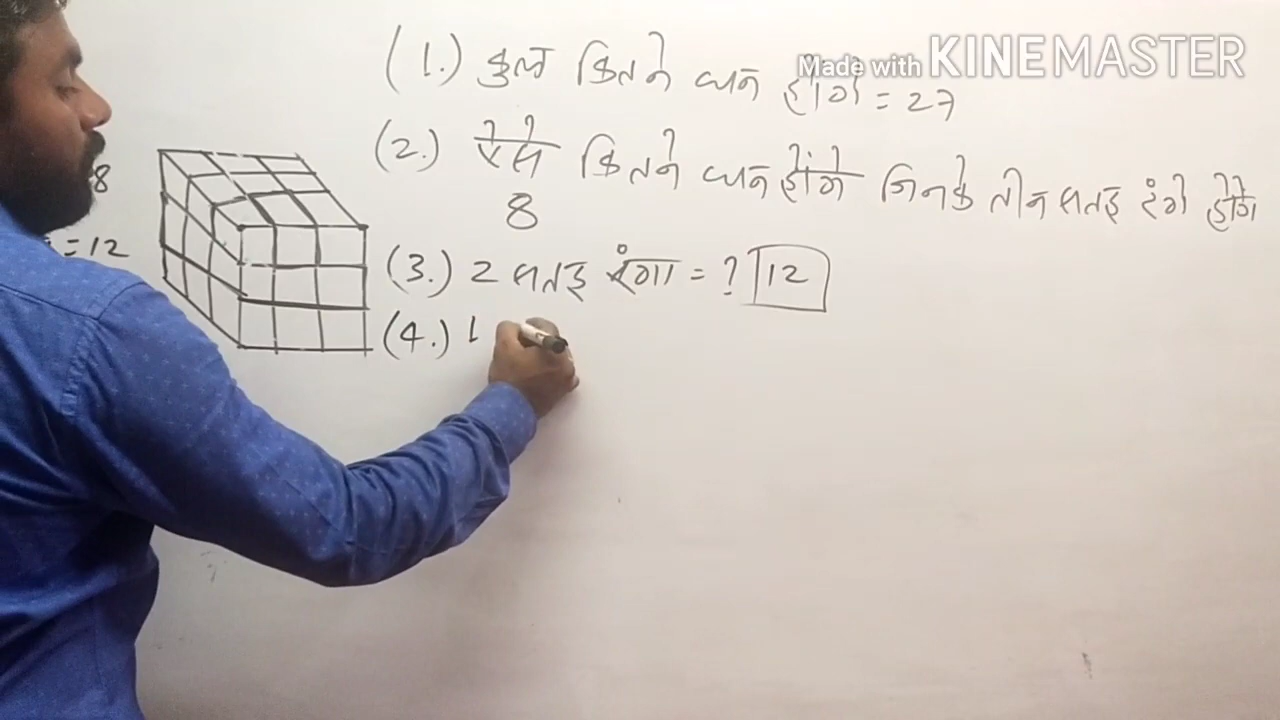 Made with KINEMASTER
(1.) कुल कितने घन होंगे = 27
(2.) ऐसे कितने घन होंगे जिनके तीन सतह रंगे होंगे
8
8
= 12
(3.) 2 सतह रंगा = ? 12
(4.) 1